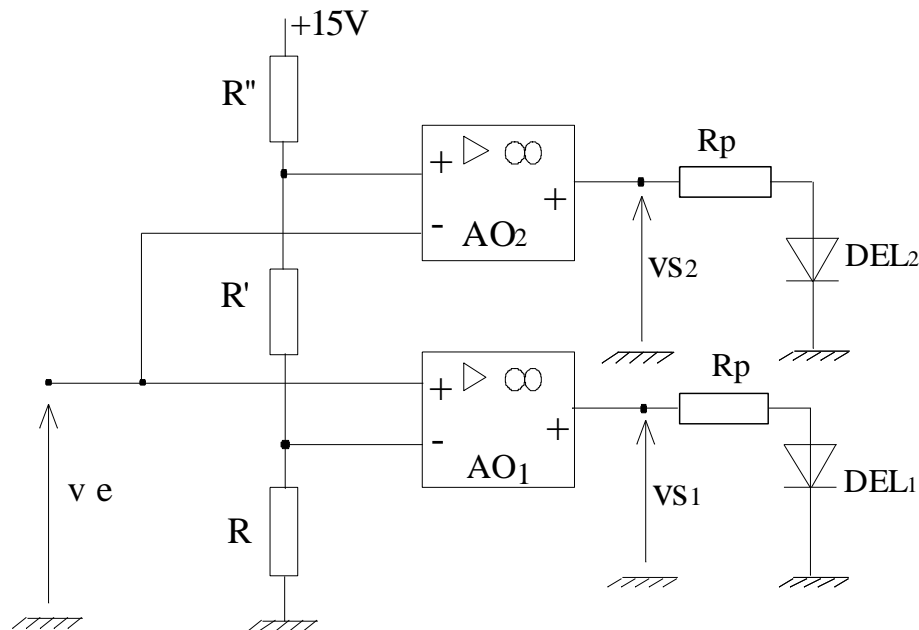 +15V
R"
+ ▷ ∞
Rp
+
-
AO₂
DEL₂
vs2
R'
+ ▷ ∞
Rp
+
-
AO₁
DEL₁
v e
vs1
R